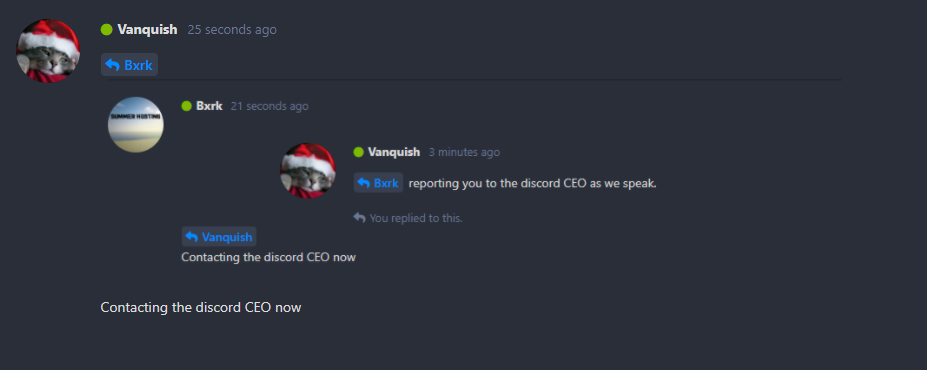 Vanquish 25 seconds ago
Bxrk
SUMMER HOSTING
Bxrk 21 seconds ago
Vanquish 3 minutes ago
Bxrk reporting you to the discord CEO as we speak.
You replied to this.
Vanquish
Contacting the discord CEO now
Contacting the discord CEO now